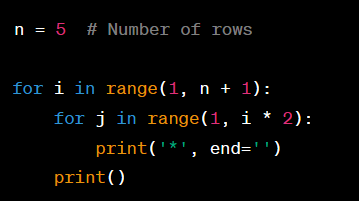 n = 5  # Number of rows

for i in range(1, n + 1):
    for j in range(1, i * 2):
        print('*', end='')
    print()